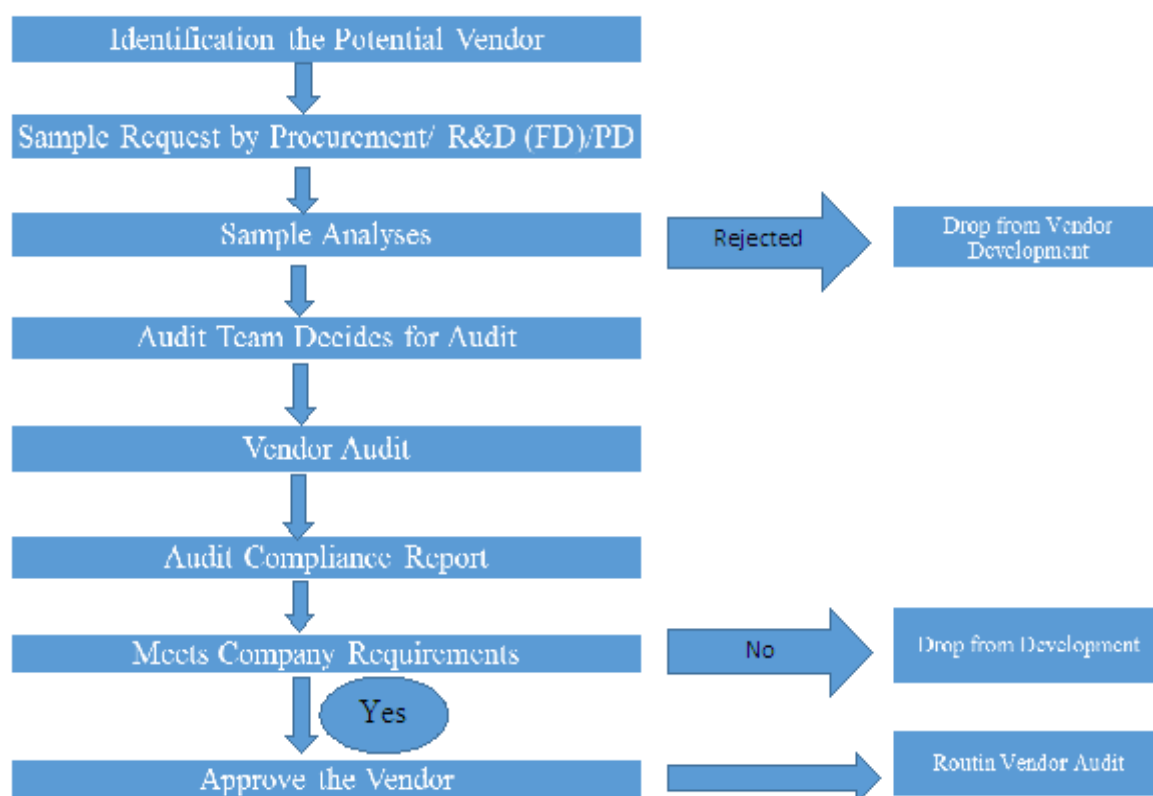 Identification the Potential Vendor
Sample Request by Procurement/ R&D (FD)/PD
Sample Analyses
Rejected
Drop from Vendor
Development
Audit Team Decides for Audit
Vendor Audit
Audit Compliance Report
Meets Company Requirements
No
Drop from Development
Yes
Approve the Vendor
Routin Vendor Audit